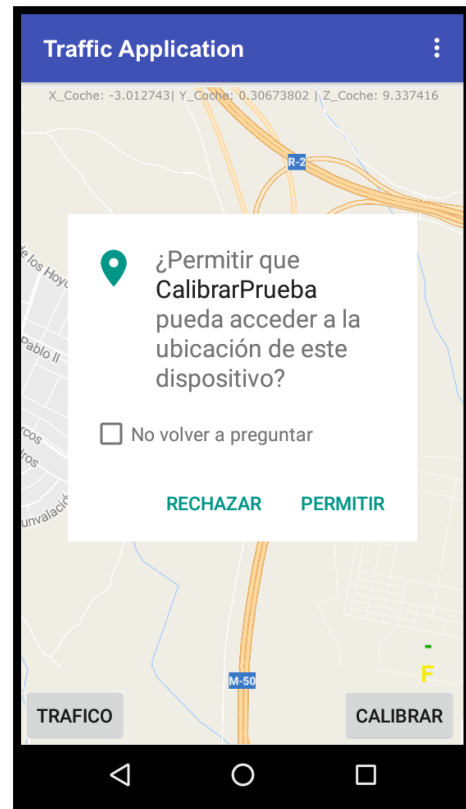 Traffic Application
X_Coche: -3.012743| Y_Coche: 0.30673802 | Z_Coche: 9.337416
R-2
¿Permitir que
CalibrarPrueba
pueda acceder a la
ubicación de este
dispositivo?
de los Hoyo
Pablo II
No volver a preguntar
RECHAZAR PERMITIR
-
F
M-50
TRAFICO CALIBRAR